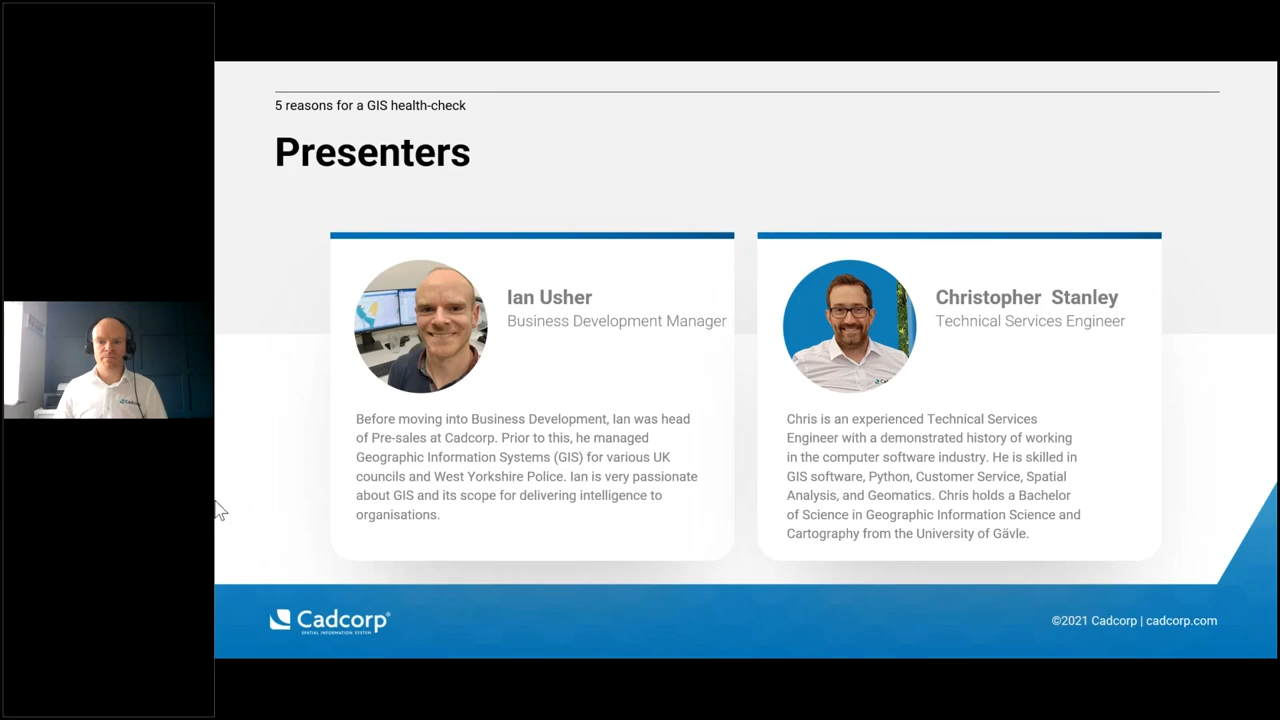 5 reasons for a GIS health-check
Presenters
Ian Usher
Business Development Manager
Before moving into Business Development, Ian was head
of Pre-sales at Cadcorp. Prior to this, he managed
Geographic Information Systems (GIS) for various UK
councils and West Yorkshire Police. Ian is very passionate
about GIS and its scope for delivering intelligence to
organisations.
Christopher Stanley
Technical Services Engineer
Chris is an experienced Technical Services
Engineer with a demonstrated history of working
in the computer software industry. He is skilled in
GIS software, Python, Customer Service, Spatial
Analysis, and Geomatics. Chris holds a Bachelor
of Science in Geographic Information Science and
Cartography from the University of Gävle.
Cadcorp®
SPATIAL INFORMATION SYSTEM
©2021 Cadcorp | cadcorp.com